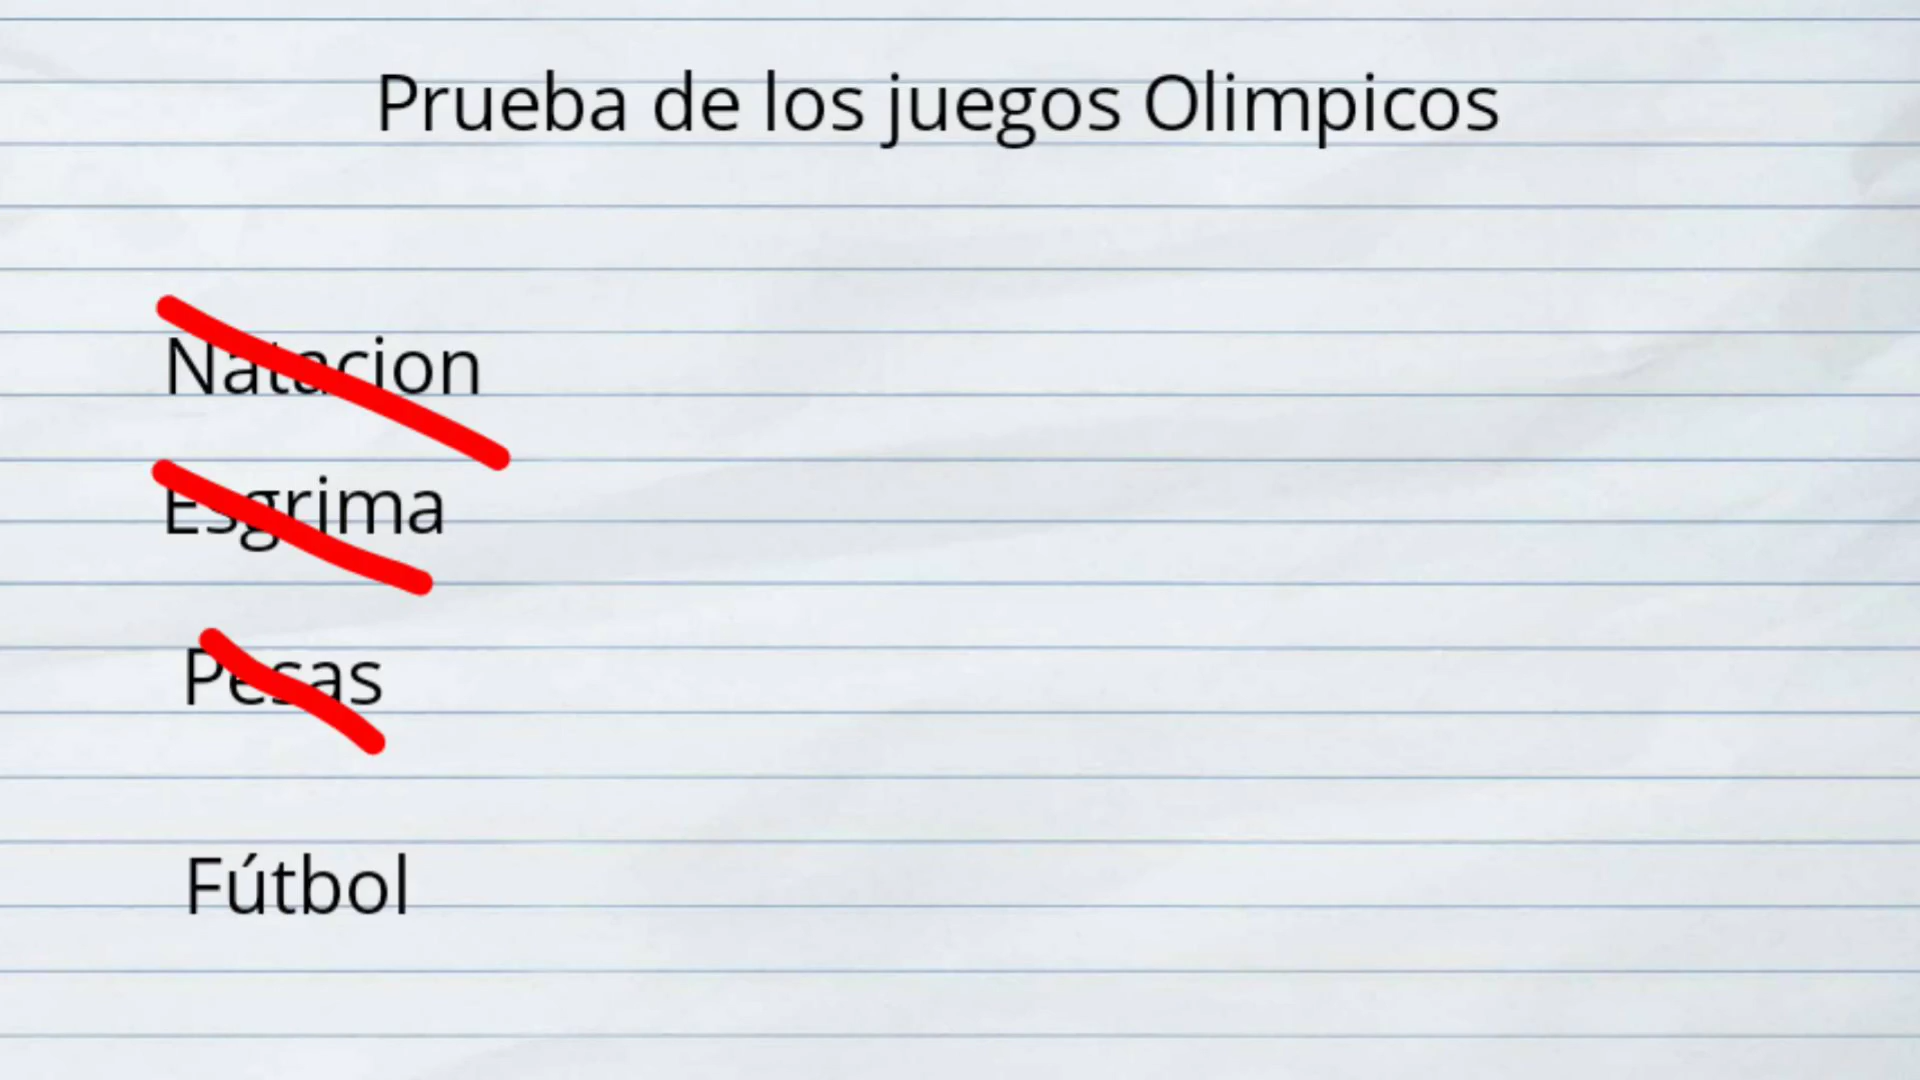 Prueba de los juegos Olimpicos
Natacion
Esgrima
Pesas
Fútbol